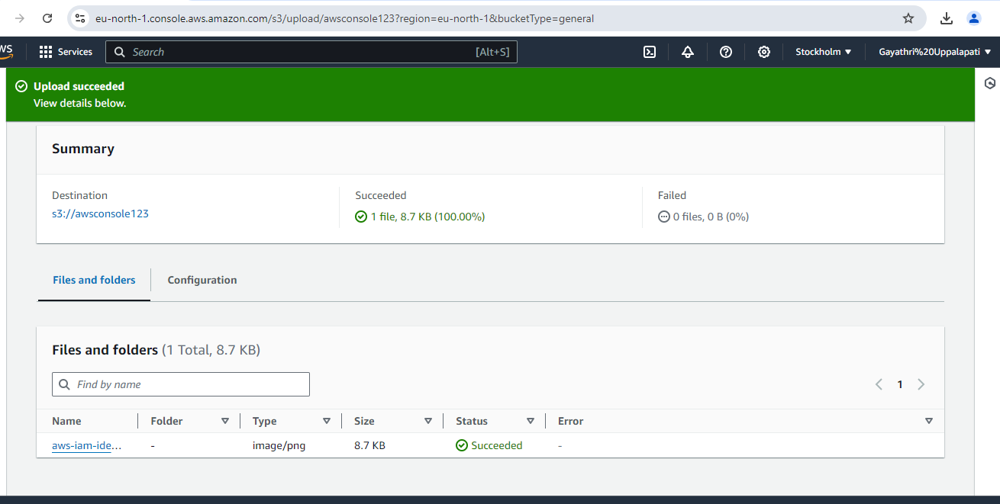 eu-north-1.console.aws.amazon.com/s3/upload/awsconsole123?region=eu-north-1&bucketType=general
WS Services Search [Alt+S] Stockholm ▼ Gayathri%20Uppalapati ▼
Upload succeeded
View details below.
Summary
Destination Succeeded Failed
s3://awsconsole123 1 file, 8.7 KB (100.00%) 0 files, 0 B (0%)
Files and folders Configuration
Files and folders (1 Total, 8.7 KB)
Find by name 1
Name Folder Type Size Status Error
aws-iam-ide... - image/png 8.7 KB Succeeded -